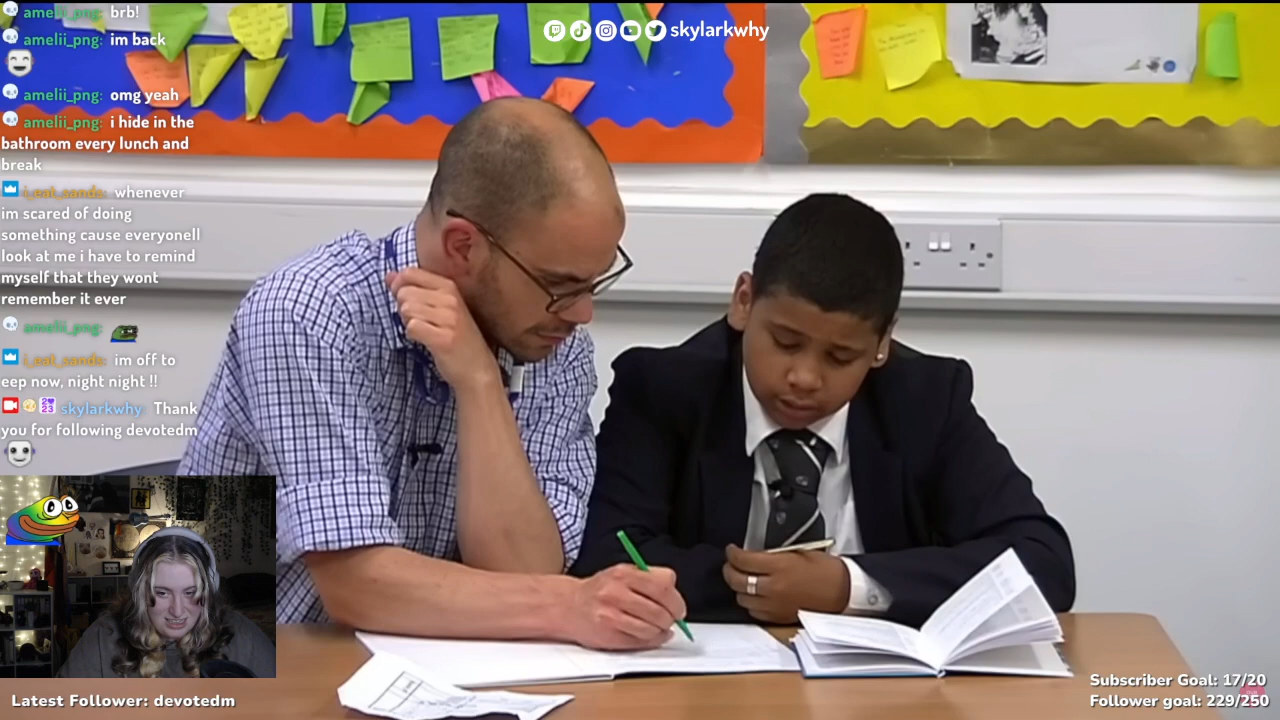 amelii_png: brb!
skylarkwhy
amelii_png: im back
amelii_png: omg yeah
amelii_png: i hide in the
bathroom every lunch and
break
i_eat_sands: whenever
im scared of doing
something cause everyonell
look at me i have to remind
myself that they wont
remember it ever
amelii_png:
i_eat_sands: im off to
eep now, night night !!
skylarkwhy: Thank
you for following devotedm
Latest Follower: devotedm
Subscriber Goal: 17/20
Follower goal: 229/250